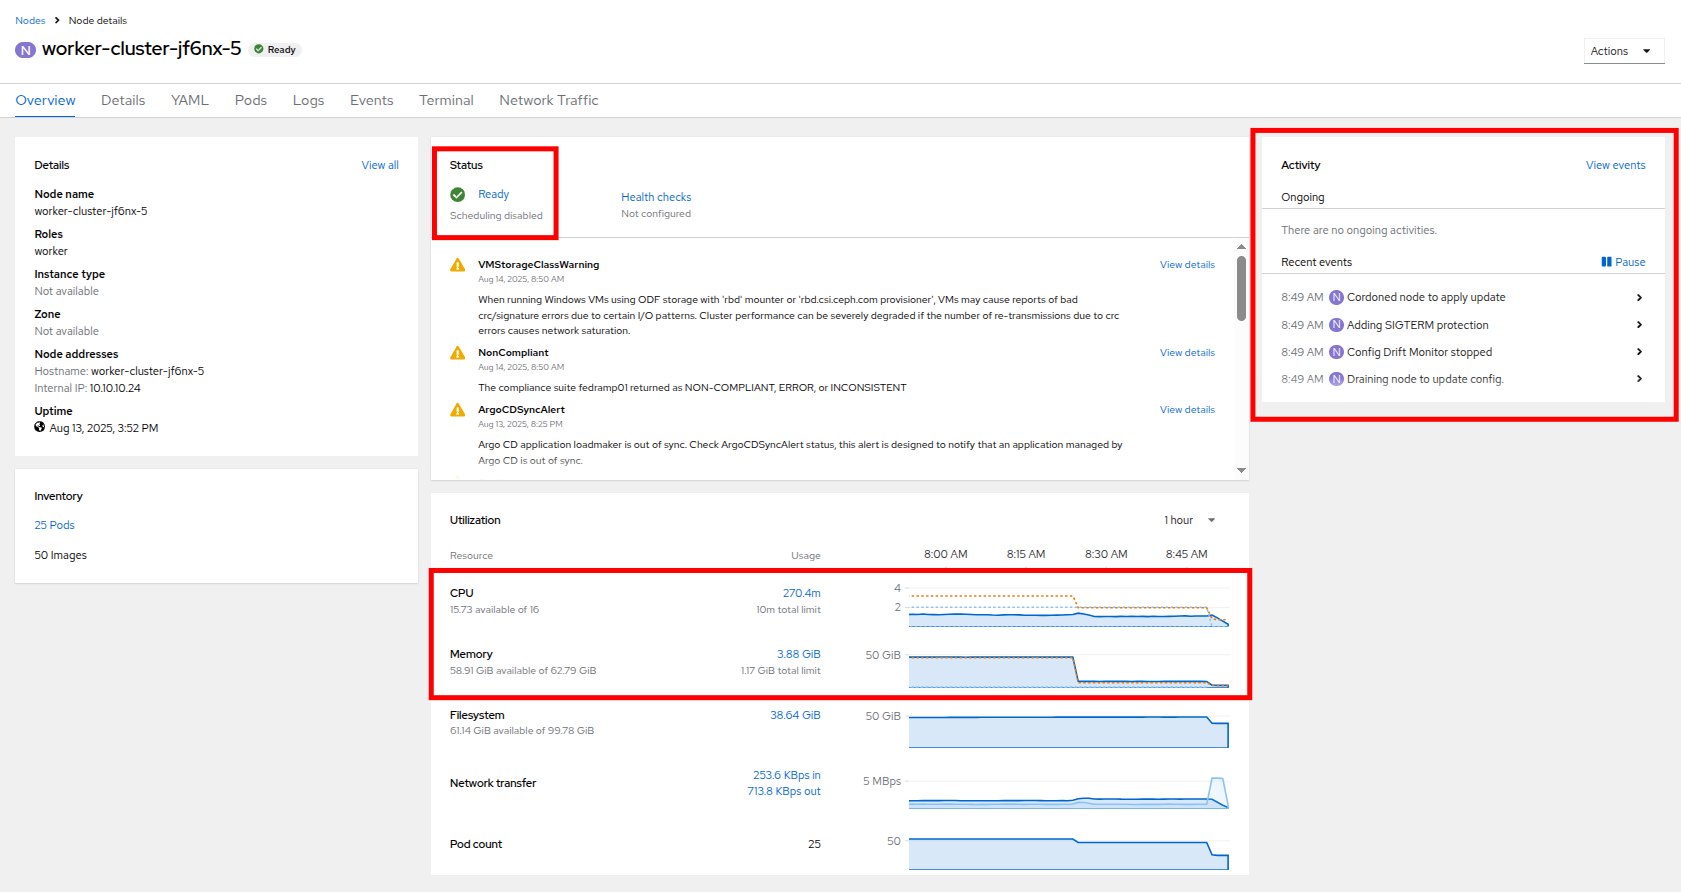 Nodes > Node details
N worker-cluster-jf6nx-5 Ready
Actions
Overview Details YAML Pods Logs Events Terminal Network Traffic
Details View all
Node name
worker-cluster-jf6nx-5
Roles
worker
Instance type
Not available
Zone
Not available
Node addresses
Hostname: worker-cluster-jf6nx-5
Internal IP: 10.10.10.24
Uptime
Aug 13, 2025, 3:52 PM
Inventory
25 Pods
50 Images
Status
Ready
Scheduling disabled
Health checks
Not configured
VMStorageClassWarning View details
Aug 14, 2025, 8:50 AM
When running Windows VMs using ODF storage with 'rbd' mounter or 'rbd.csi.ceph.com provisioner', VMs may cause reports of bad
crc/signature errors due to certain I/O patterns. Cluster performance can be severely degraded if the number of re-transmissions due to crc
errors causes network saturation.
NonCompliant View details
Aug 14, 2025, 8:50 AM
The compliance suite fedramp01 returned as NON-COMPLIANT, ERROR, or INCONSISTENT
ArgoCDSyncAlert View details
Aug 13, 2025, 8:25 PM
Argo CD application loadmaker is out of sync. Check ArgoCDSyncAlert status, this alert is designed to notify that an application managed by
Argo CD is out of sync.
Utilization 1 hour
Resource Usage 8:00 AM 8:15 AM 8:30 AM 8:45 AM
CPU 270.4m 4
15.73 available of 16 10m total limit 2
Memory 3.88 GiB 50 GiB
58.91 GiB available of 62.79 GiB 1.17 GiB total limit
Filesystem 38.64 GiB 50 GiB
61.14 GiB available of 99.78 GiB
Network transfer 253.6 KBps in 5 MBps
713.8 KBps out
Pod count 25 50
Activity View events
Ongoing
There are no ongoing activities.
Recent events Pause
8:49 AM N Cordoned node to apply update
8:49 AM N Adding SIGTERM protection
8:49 AM N Config Drift Monitor stopped
8:49 AM N Draining node to update config.